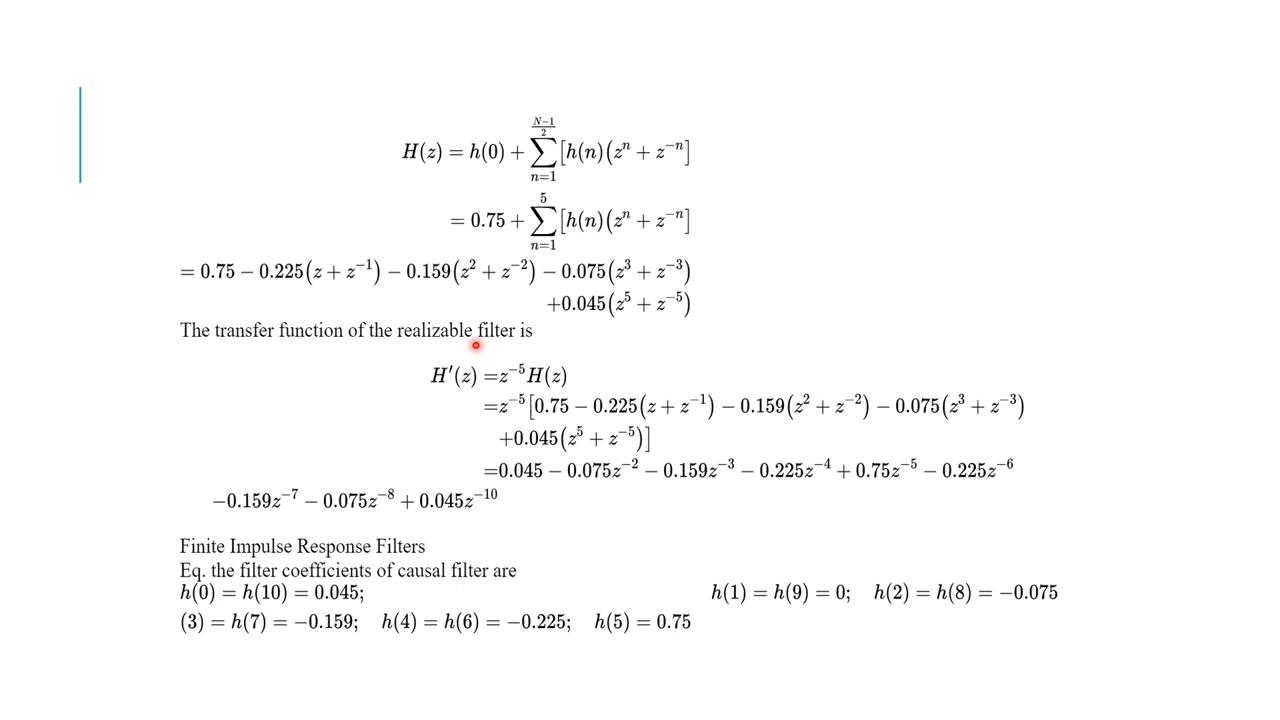 H(z) = h(0) + \sum_{n=1}^{\frac{N-1}{2}} [h(n)(z^n + z^{-n}]
= 0.75 + \sum_{n=1}^{5} [h(n)(z^n + z^{-n}]
= 0.75 − 0.225(z + z^{-1}) − 0.159(z^2 + z^{-2}) − 0.075(z^3 + z^{-3})
+0.045(z^5 + z^{-5})
The transfer function of the realizable filter is
H′(z) =z^{-5}H(z)
=z^{-5}[0.75 − 0.225(z + z^{-1}) − 0.159(z^2 + z^{-2}) − 0.075(z^3 + z^{-3})
+0.045(z^5 + z^{-5})]
=0.045 − 0.075z^{-2} − 0.159z^{-3} − 0.225z^{-4} + 0.75z^{-5} − 0.225z^{-6}
−0.159z^{-7} − 0.075z^{-8} + 0.045z^{-10}
Finite Impulse Response Filters
Eq. the filter coefficients of causal filter are
h(0) = h(10) = 0.045; h(1) = h(9) = 0; h(2) = h(8) = −0.075
(3) = h(7) = −0.159; h(4) = h(6) = −0.225; h(5) = 0.75